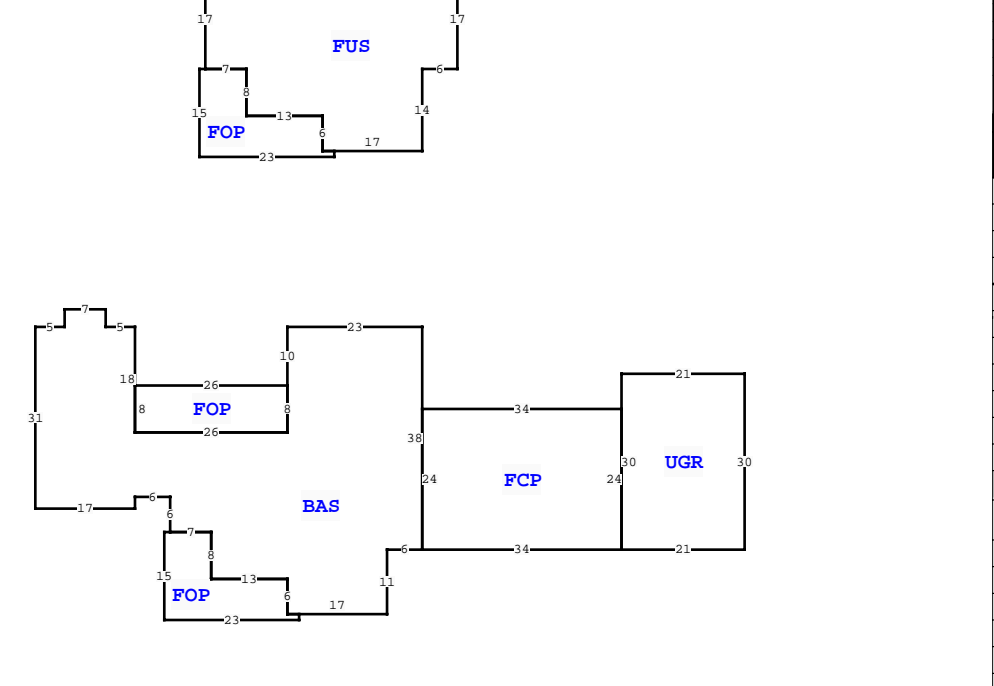 17 17
FUS
7 6
8
15 14
13
FOP 6
17
23
7
5 5 23
10
18 26 21
8 FOP 8 34
31 26
38 30 UGR 30
24 FCP 24
6 BAS
17 6
7
8 6 34 21
15 13 11
FOP 6 17
23